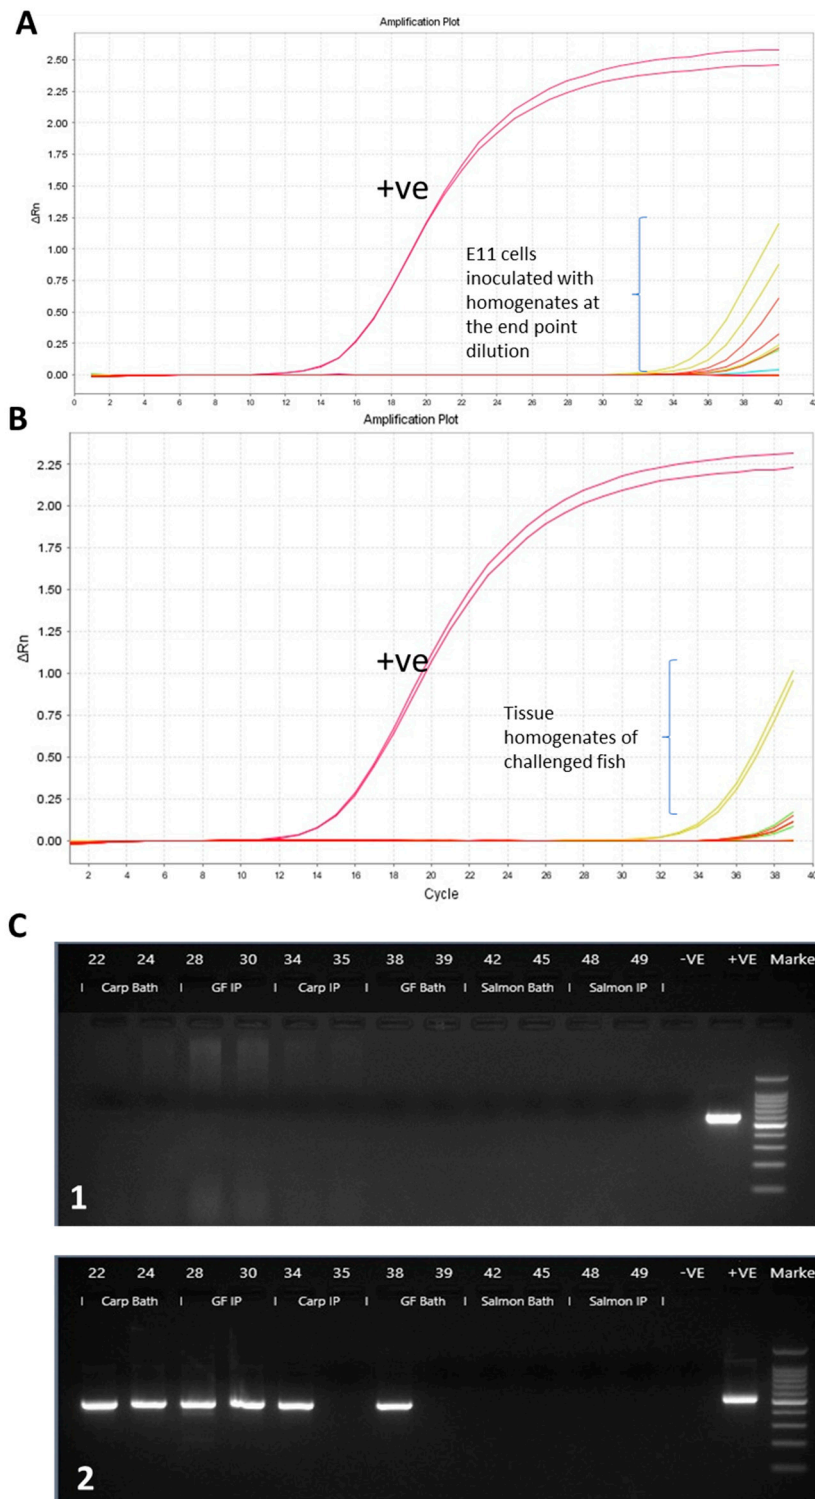 A
Amplification Plot
2.50
2.25
2.00
1.75
1.50
1.25
1.00
0.75
0.50
0.25
0.00
ΔRn
+ve
E11 cells
inoculated with
homogenates at
the end point
dilution
0 2 4 6 8 10 12 14 16 18 20 22 24 26 28 30 32 34 36 38 40 42
B
Amplification Plot
2.25
2.00
1.75
1.50
1.25
1.00
0.75
0.50
0.25
0.00
ΔRn
+ve
Tissue
homogenates of
challenged fish
2 4 6 8 10 12 14 16 18 20 22 24 26 28 30 32 34 36 38 40
Cycle
C
22 24 28 30 34 35 38 39 42 45 48 49 -VE +VE Marke
I Carp Bath I GF IP I Carp IP I GF Bath I Salmon Bath I Salmon IP I
1
22 24 28 30 34 35 38 39 42 45 48 49 -VE +VE Marke
I Carp Bath I GF IP I Carp IP I GF Bath I Salmon Bath I Salmon IP I
2